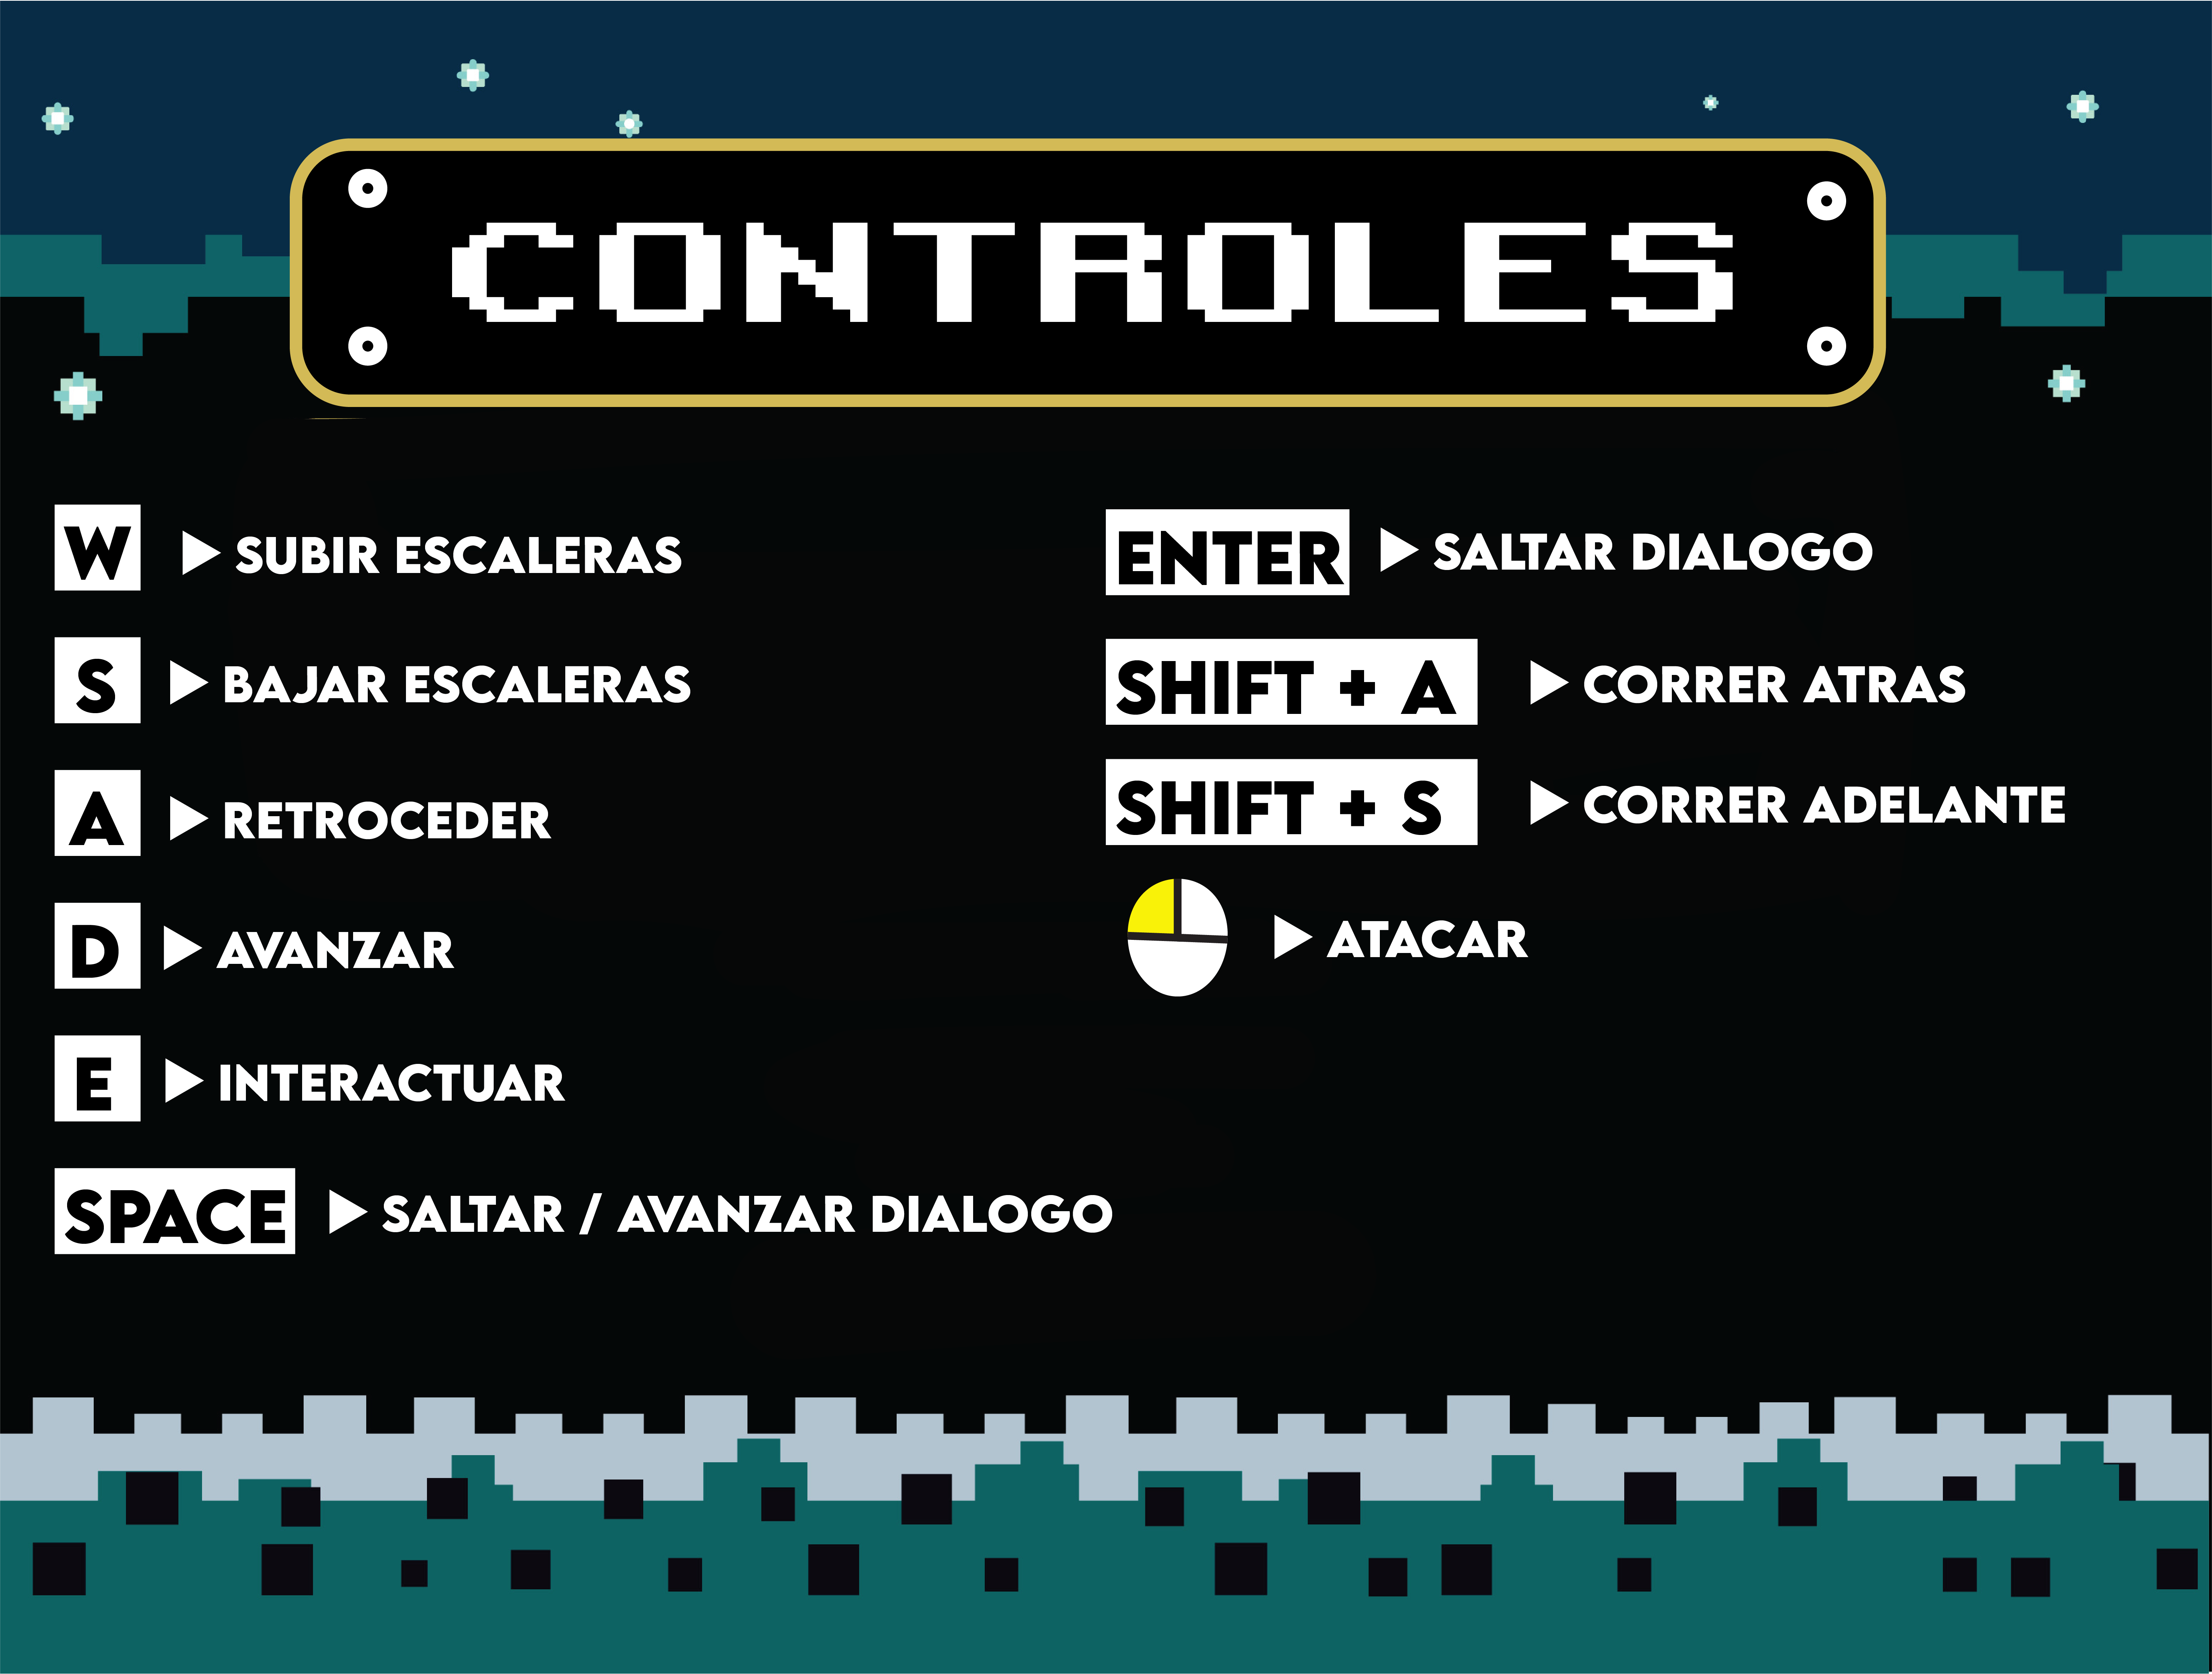 CONTROLES
W ▶ SUBIR ESCALERAS
S ▶ BAJAR ESCALERAS
A ▶ RETROCEDER
D ▶ AVANZAR
E ▶ INTERACTUAR
SPACE ▶ SALTAR / AVANZAR DIALOGO
ENTER ▶ SALTAR DIALOGO
SHIFT + A ▶ CORRER ATRAS
SHIFT + S ▶ CORRER ADELANTE
▶ ATACAR